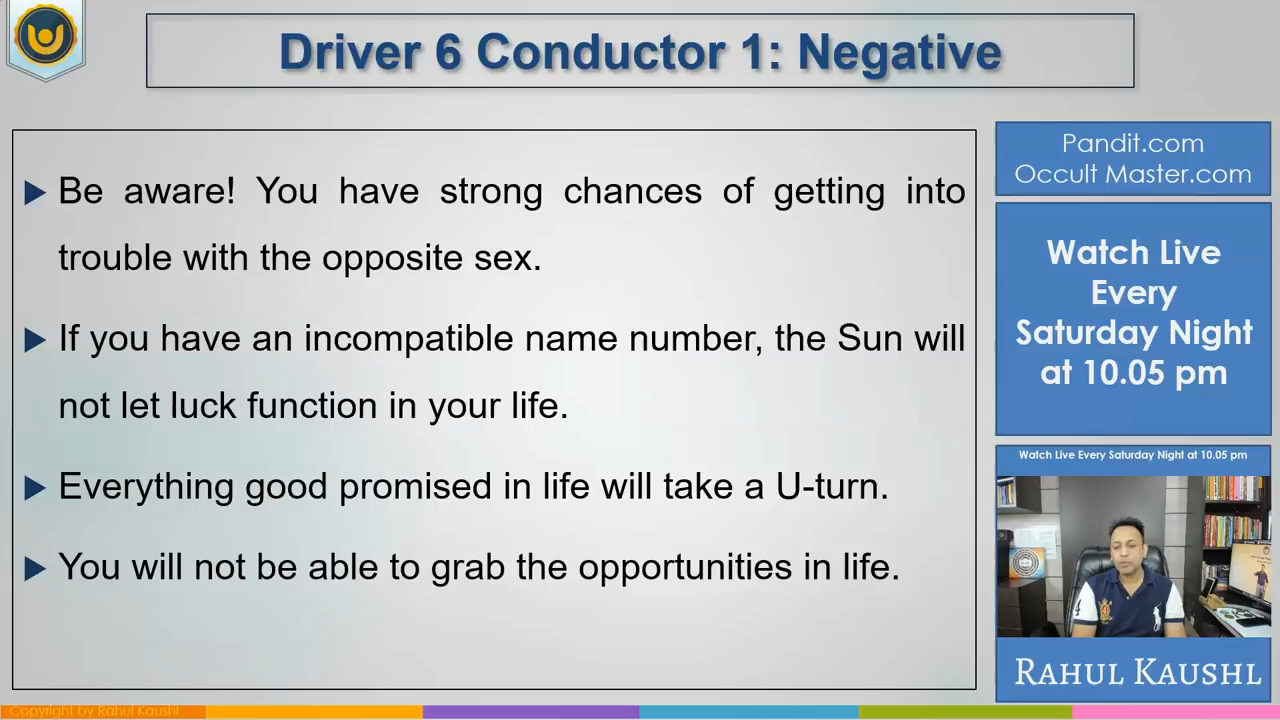 Driver 6 Conductor 1: Negative
Be aware! You have strong chances of getting into
trouble with the opposite sex.
If you have an incompatible name number, the Sun will
not let luck function in your life.
Everything good promised in life will take a U-turn.
You will not be able to grab the opportunities in life.
Pandit.com
Occult Master.com
Watch Live
Every
Saturday Night
at 10.05 pm
Watch Live Every Saturday Night at 10.05 pm
RAHUL KAUSHL
Copyright by Rahul Kaushl